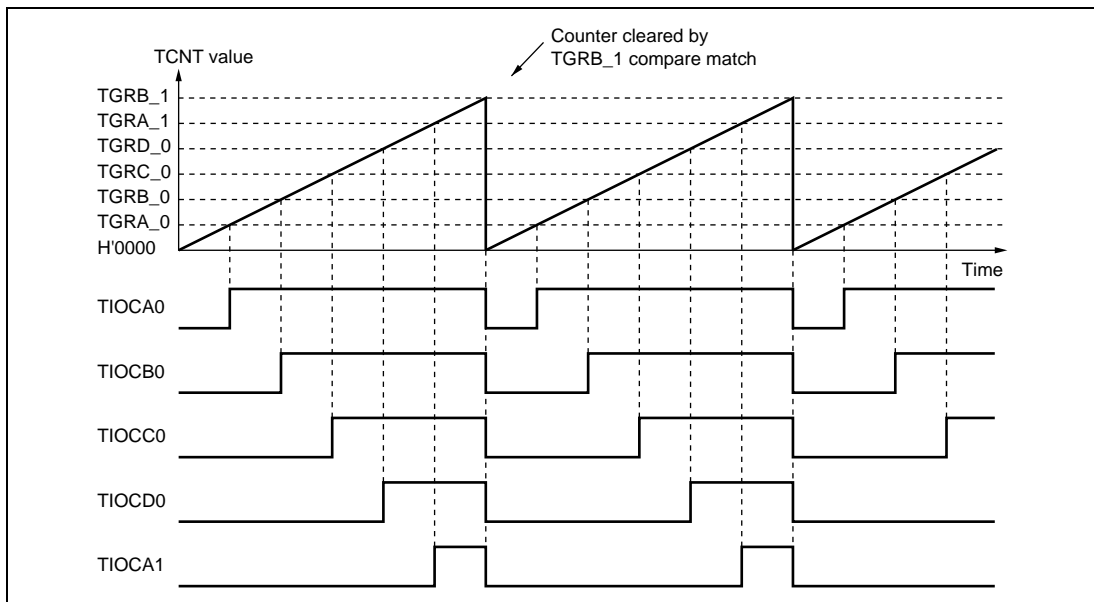 Counter cleared by
TGRB_1 compare match
TCNT value
TGRB_1
TGRA_1
TGRD_0
TGRC_0
TGRB_0
TGRA_0
H'0000
Time
TIOCA0
TIOCB0
TIOCC0
TIOCD0
TIOCA1